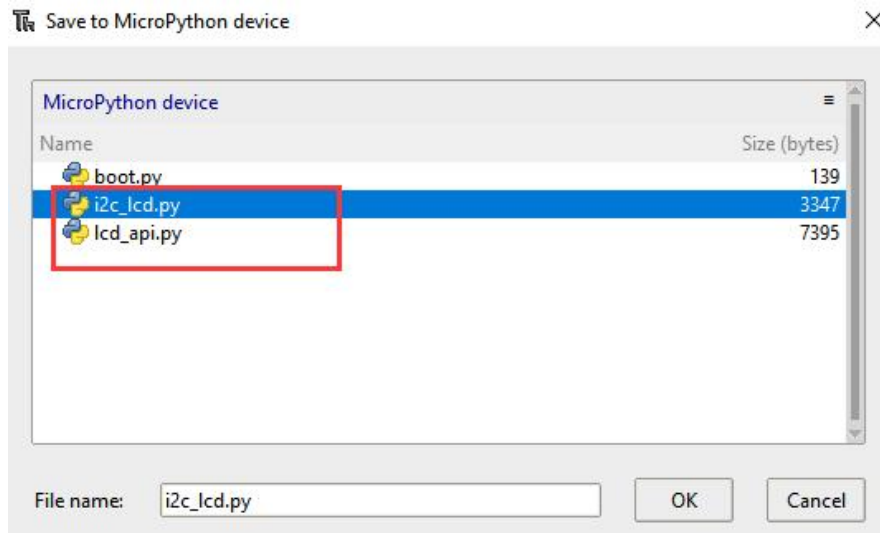 Save to MicroPython device
MicroPython device
Name Size (bytes)
boot.py 139
i2c_lcd.py 3347
lcd_api.py 7395
File name: i2c_lcd.py OK Cancel